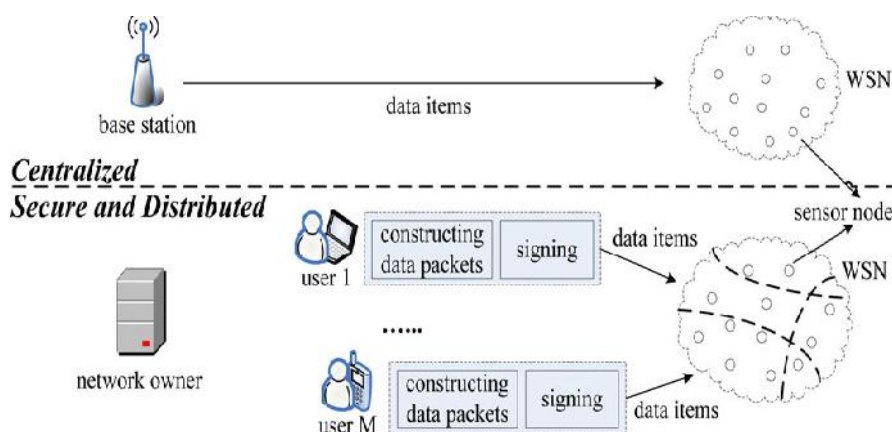 WSN
data items
base station
Centralized
Secure and Distributed
sensor node
constructing
data packets
signing
data items
user 1
WSN
......
network owner
constructing
data packets
signing
data items
user M